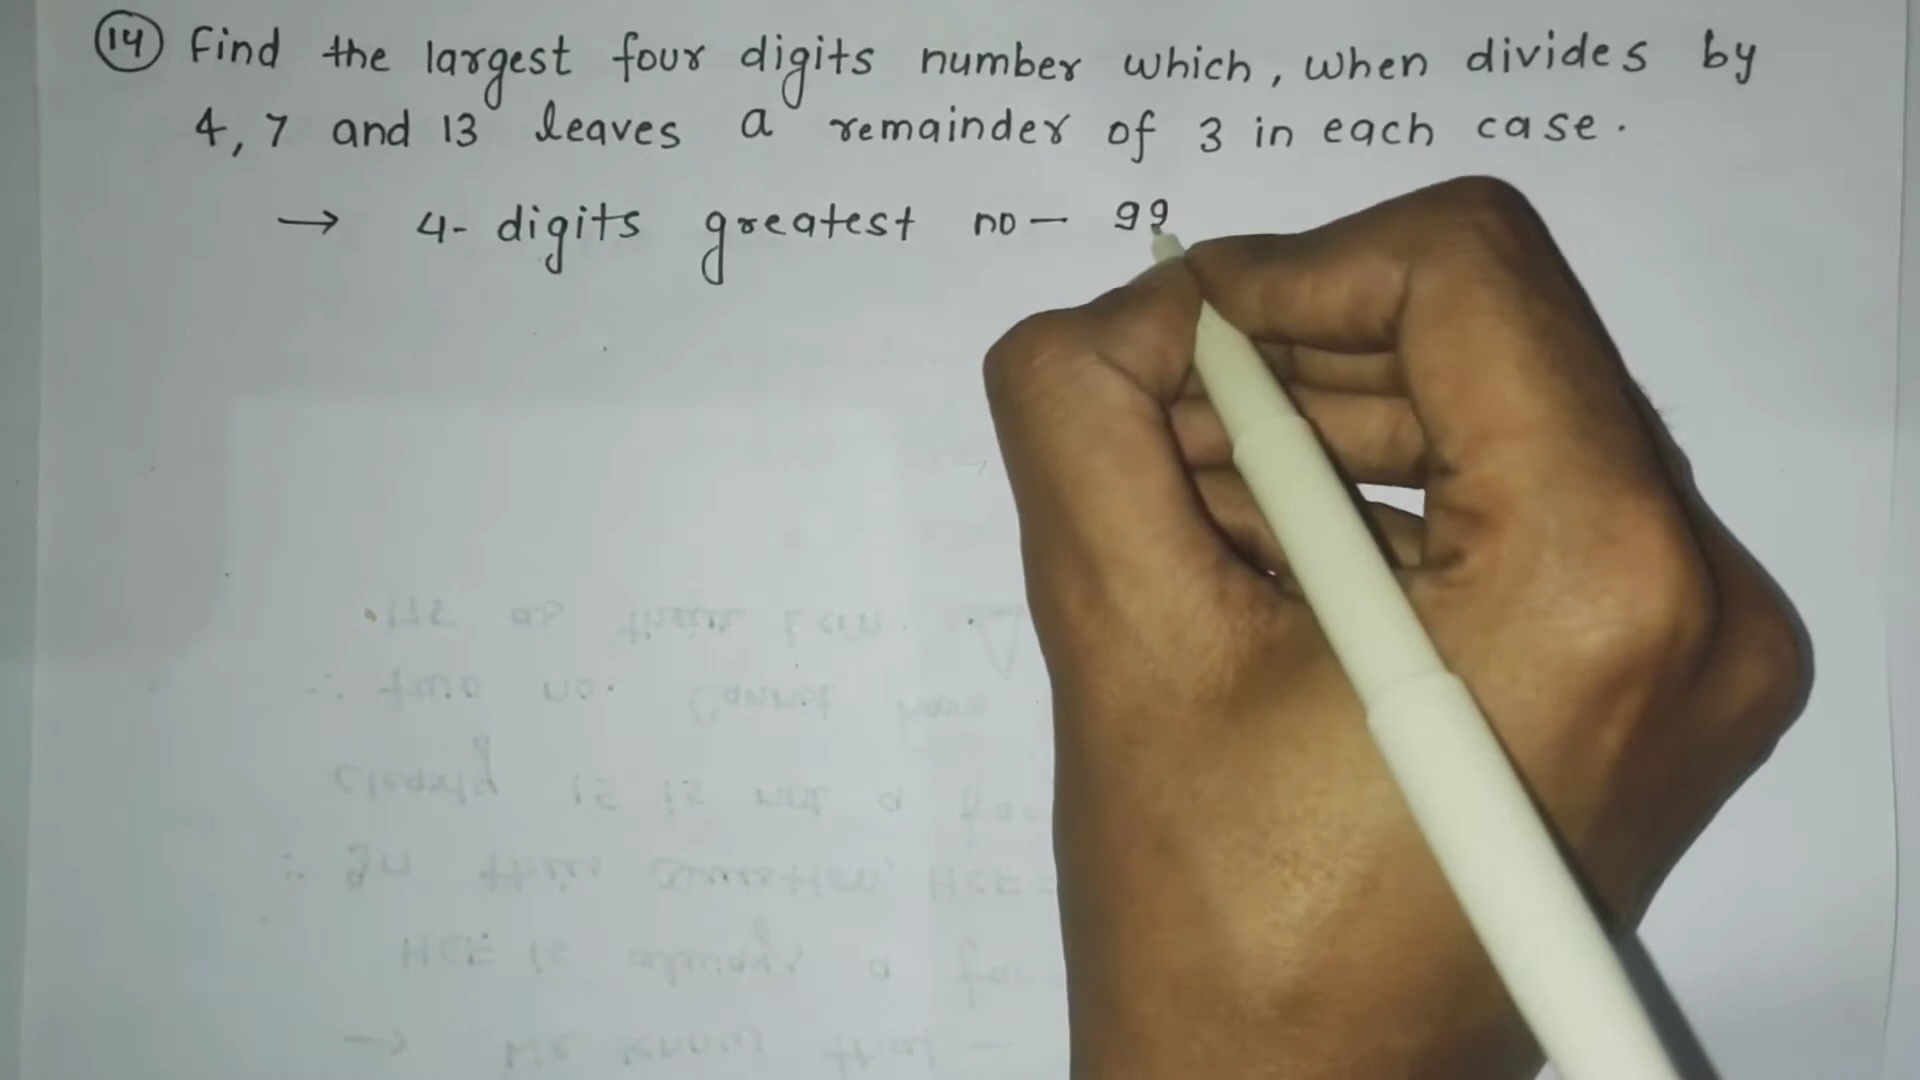 14 Find the largest four digits number which, when divides by
4, 7 and 13 leaves a remainder of 3 in each case.
→ 4- digits greatest no — 99